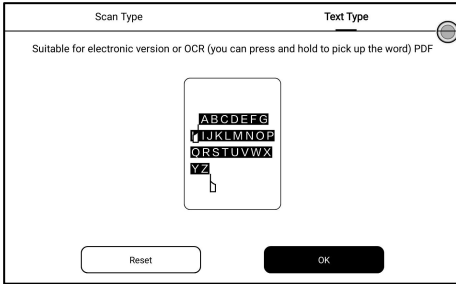 Scan Type
Text Type
Suitable for electronic version or OCR (you can press and hold to pick up the word) PDF
ABCDEFG
HIJKLMNOP
QRSTUVWX
YZ
Reset
OK